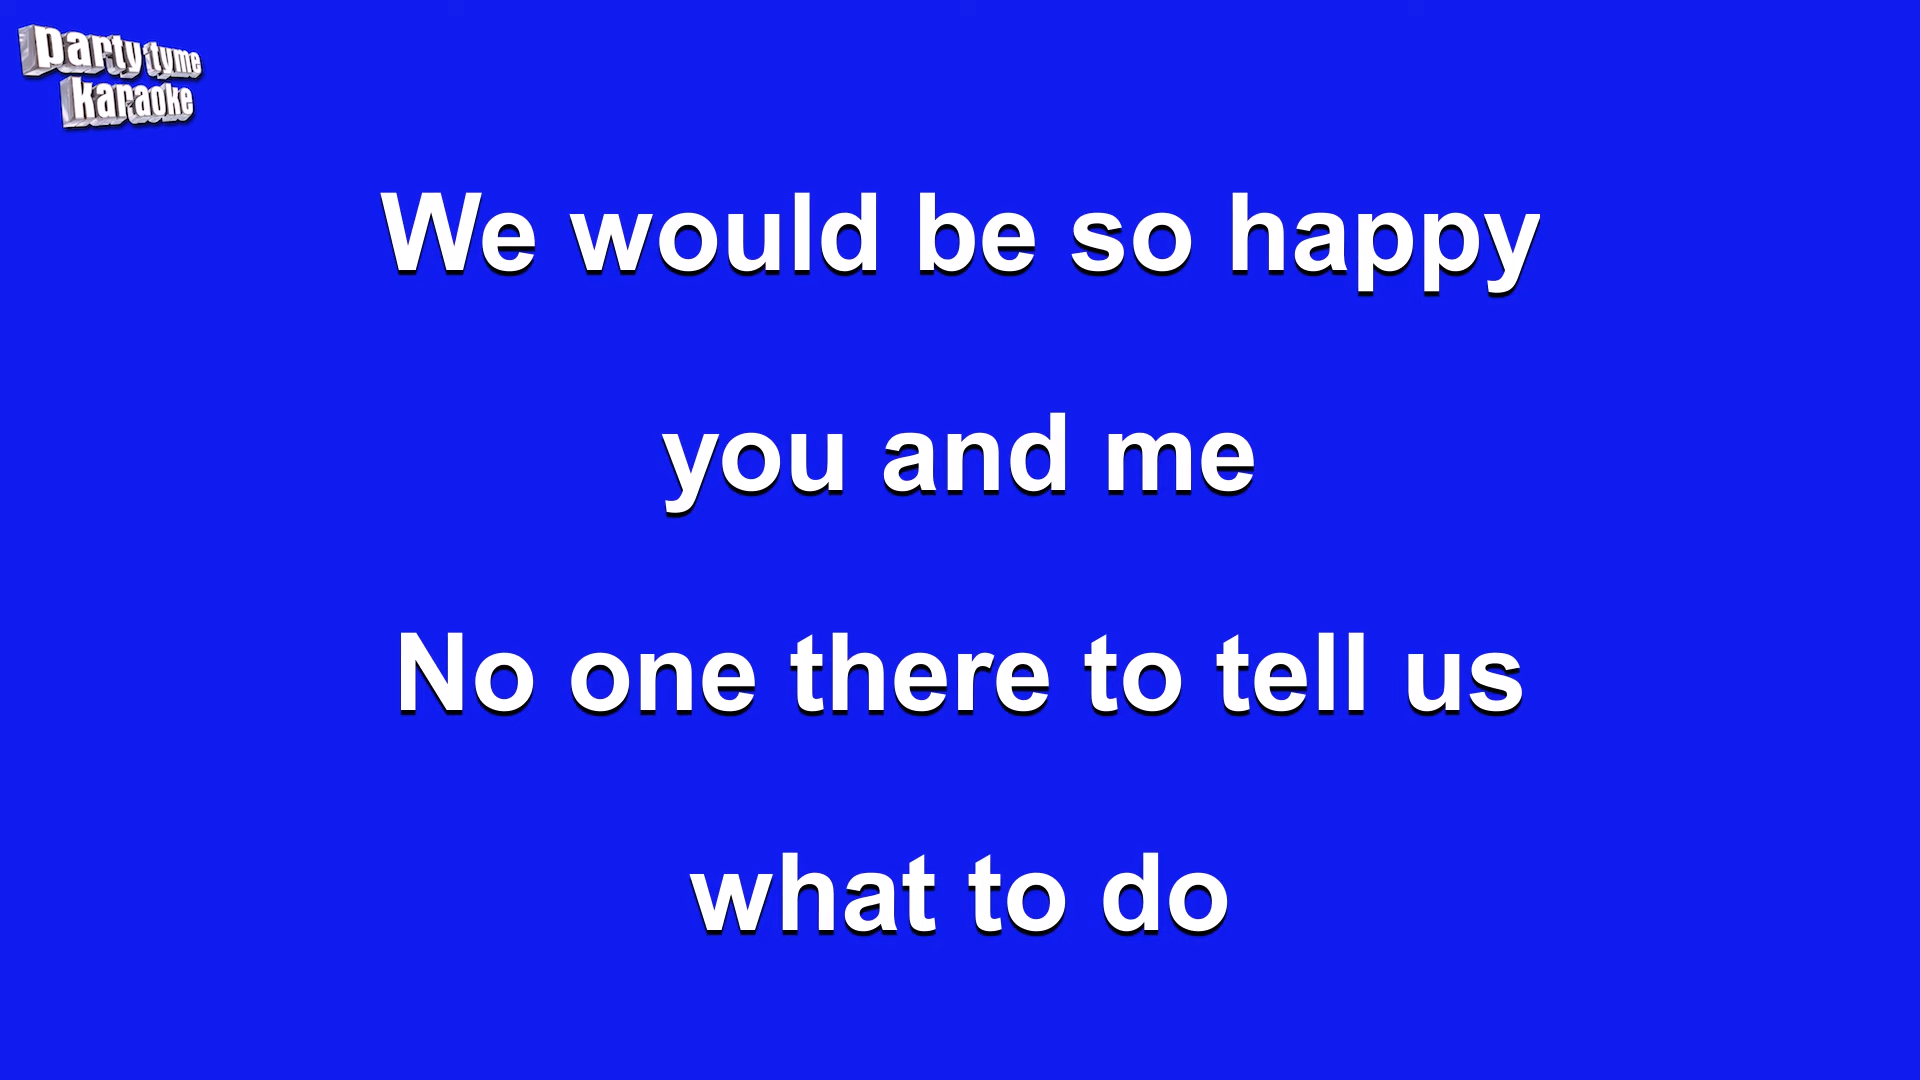 party tyme
karaoke
We would be so happy
you and me
No one there to tell us
what to do